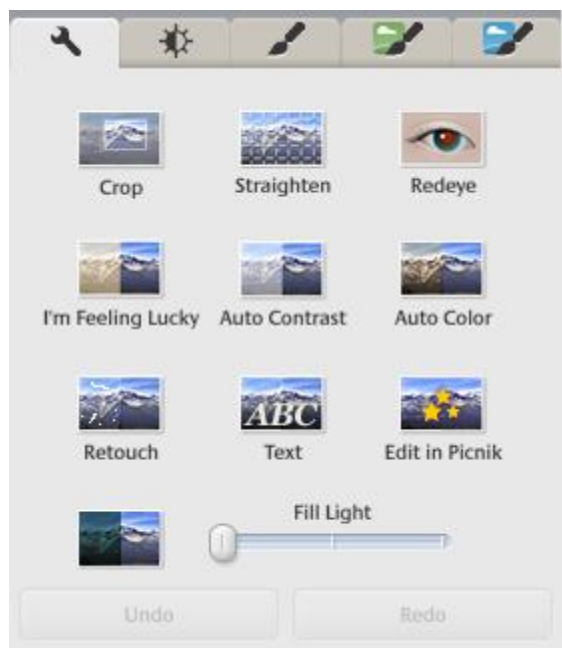 Crop
Straighten
Redeye
I'm Feeling Lucky
Auto Contrast
Auto Color
Retouch
ABC
Text
Edit in Picnik
Fill Light
Undo
Redo